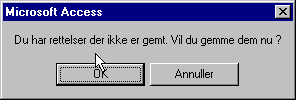 Microsoft Access
Du har rettelser der ikke er gemt. Vil du gemme dem nu ?
OK
Annuller